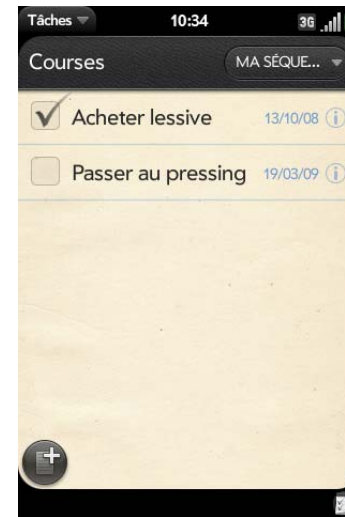 Tâches 10:34 3G
Courses MA SÉQUE...
Acheter lessive 13/10/08
Passer au pressing 19/03/09